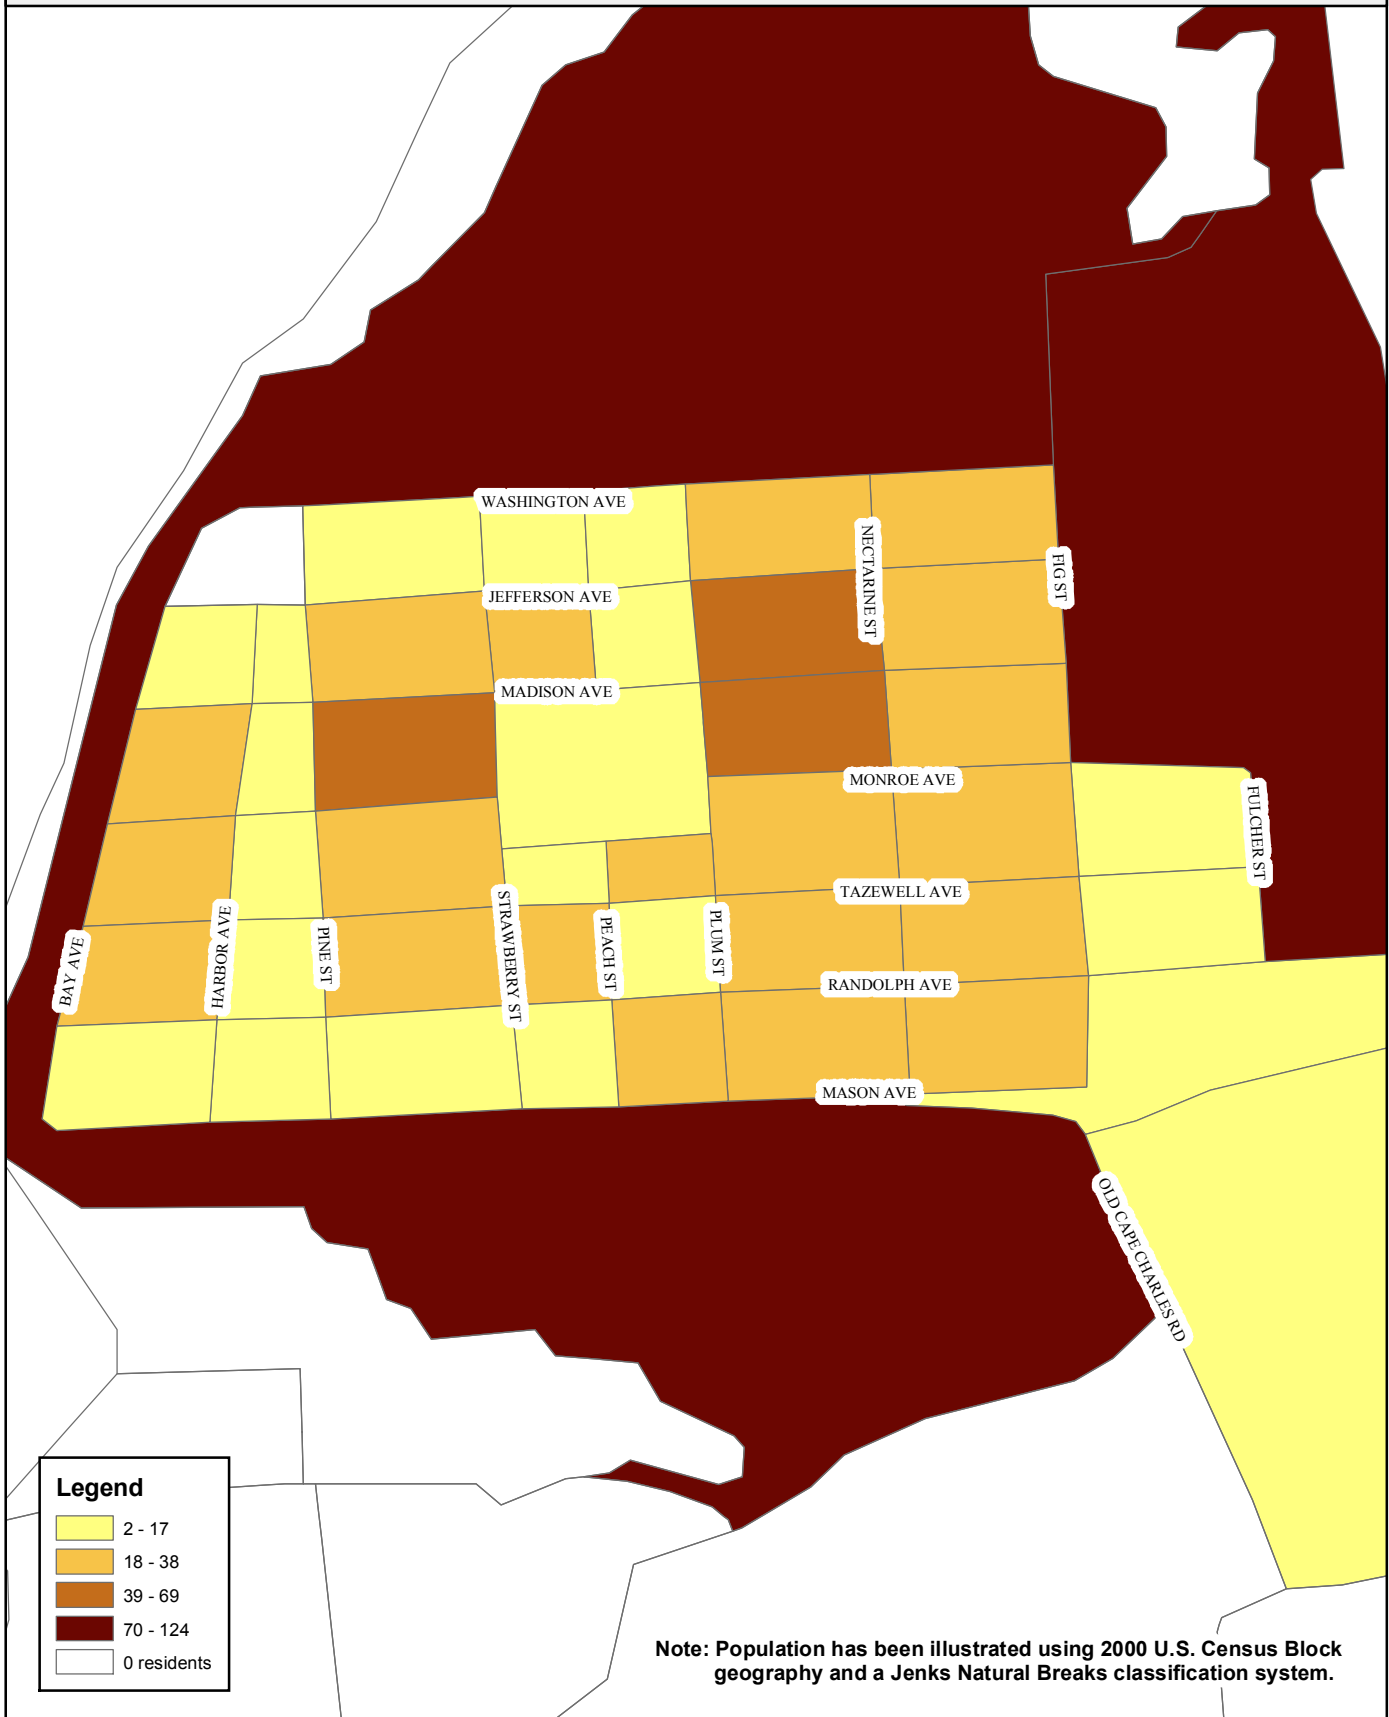 WASHINGTON AVE
NECTARINE ST
FIG ST
JEFFERSON AVE
MADISON AVE
MONROE AVE
FULCHER ST
TAZEWELL AVE
BAY AVE
HARBOR AVE
PINE ST
STRAWBERRY ST
PEACH ST
PLUM ST
RANDOLPH AVE
MASON AVE
OLD CAPE CHARLES RD
Legend
2 - 17
18 - 38
39 - 69
70 - 124
0 residents
Note: Population has been illustrated using 2000 U.S. Census Block
geography and a Jenks Natural Breaks classification system.